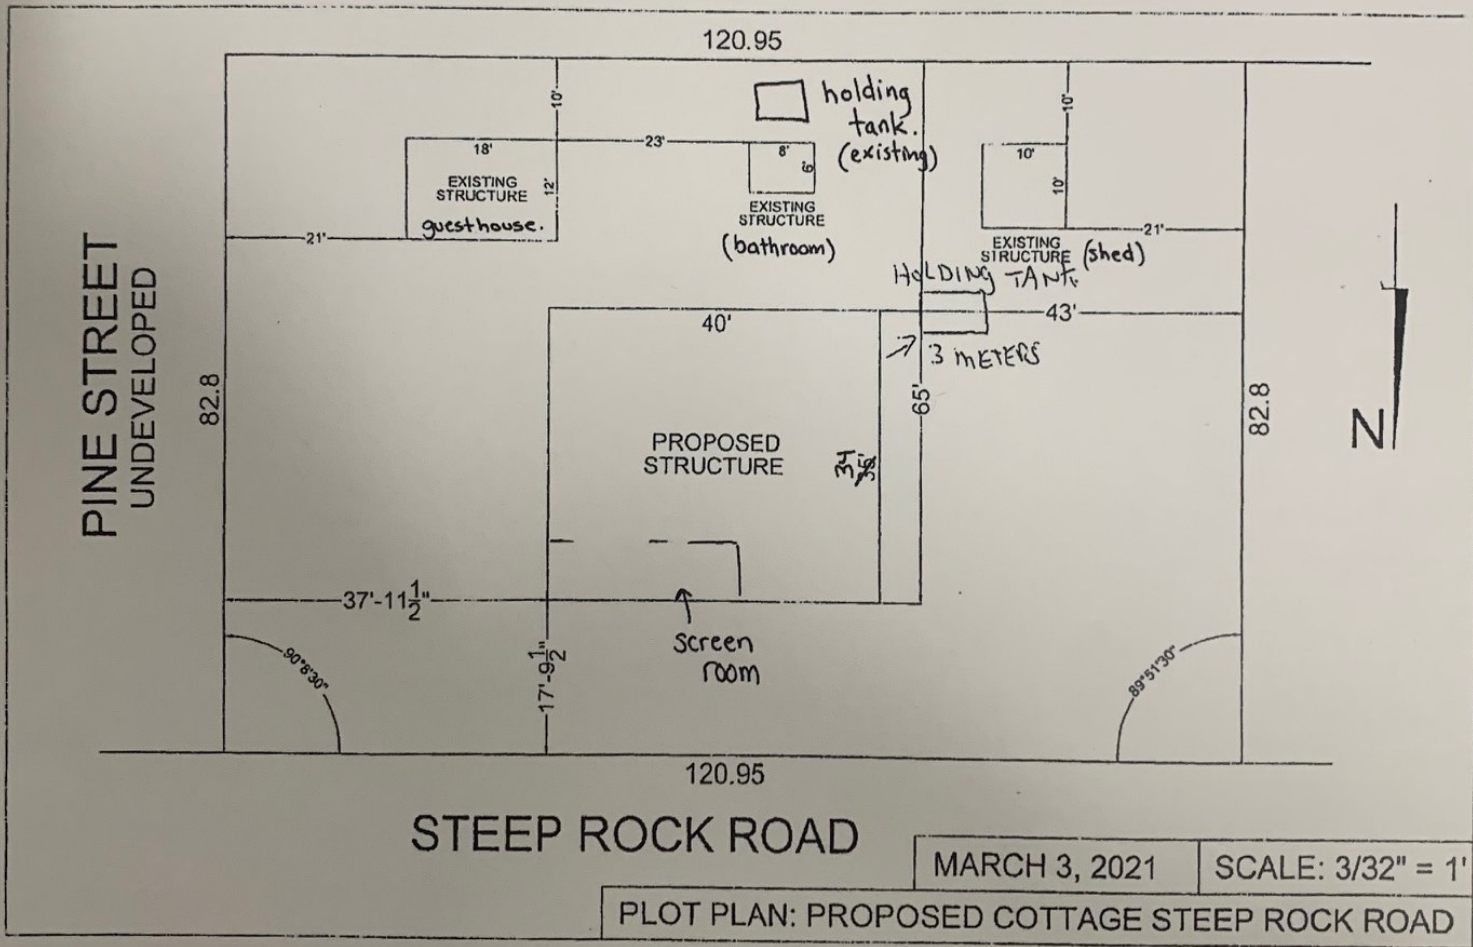 120.95
10'
holding
tank.
(existing)
10'
18'
23'
8'
6'
10'
10'
12'
EXISTING
STRUCTURE
guesthouse.
EXISTING
STRUCTURE
(bathroom)
21'
21'
EXISTING
STRUCTURE (shed)
HOLDING TANK.
40'
43'
3 METERS
PINE STREET
UNDEVELOPED
82.8
65'
82.8
N
PROPOSED
STRUCTURE
37'-11 1/2"
screen
room
17'-9 1/2"
90°8'30"
89°51'30"
120.95
STEEP ROCK ROAD
MARCH 3, 2021
SCALE: 3/32" = 1'
PLOT PLAN: PROPOSED COTTAGE STEEP ROCK ROAD